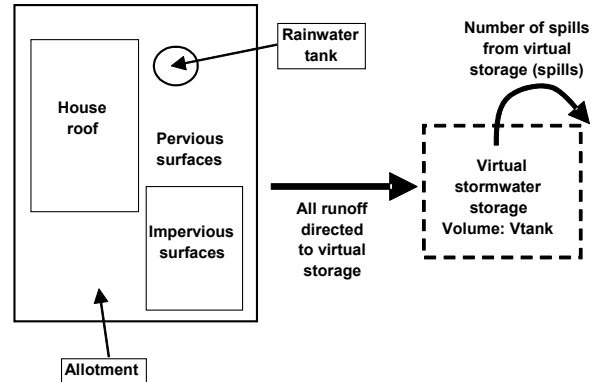 Number of spills
from virtual
storage (spills)
Rainwater
tank
House
roof
Pervious
surfaces
Virtual
stormwater
storage
Volume: Vtank
All runoff
directed
to virtual
storage
Impervious
surfaces
Allotment